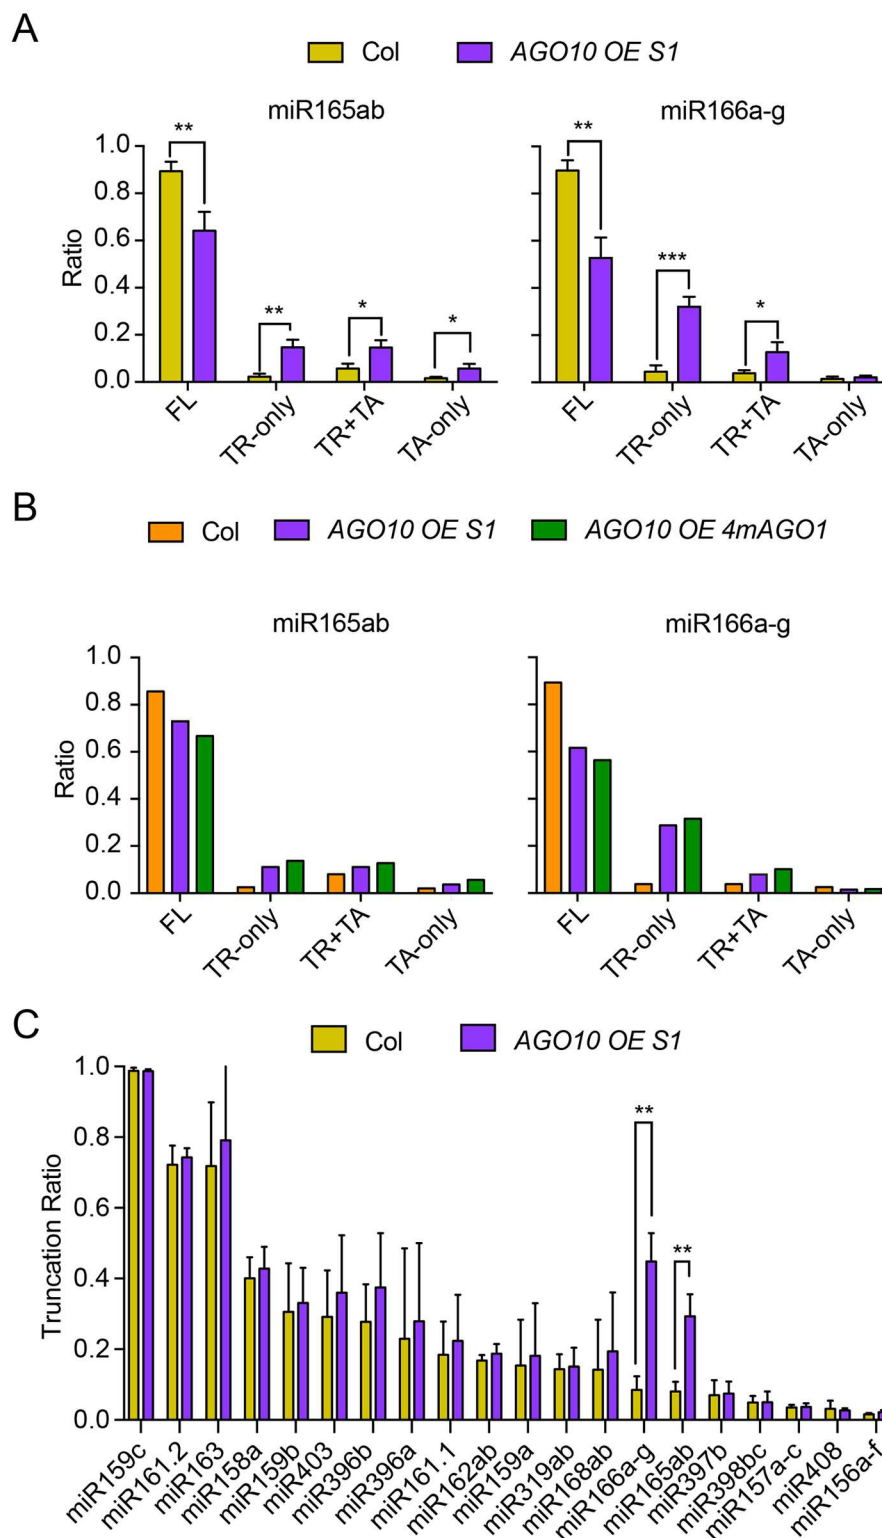 A
Col AGO10 OE S1
miR165ab miR166a-g
** **
1.0
0.8
0.6
0.4
0.2
0.0
Ratio
** * * *** *
FL TR-only TR+TA TA-only FL TR-only TR+TA TA-only
B
Col AGO10 OE S1 AGO10 OE 4mAGO1
miR165ab miR166a-g
1.0
0.8
0.6
0.4
0.2
0.0
Ratio
FL TR-only TR+TA TA-only FL TR-only TR+TA TA-only
C
Col AGO10 OE S1
1.0
0.8
0.6
0.4
0.2
0.0
Truncation Ratio
** **
miR159c miR161.2 miR163 miR158a miR159b miR403 miR396b miR396a miR161.1 miR162ab miR159a miR319ab miR168ab miR166a-g miR165ab miR397b miR398bc miR157a-c miR408 miR156a-f